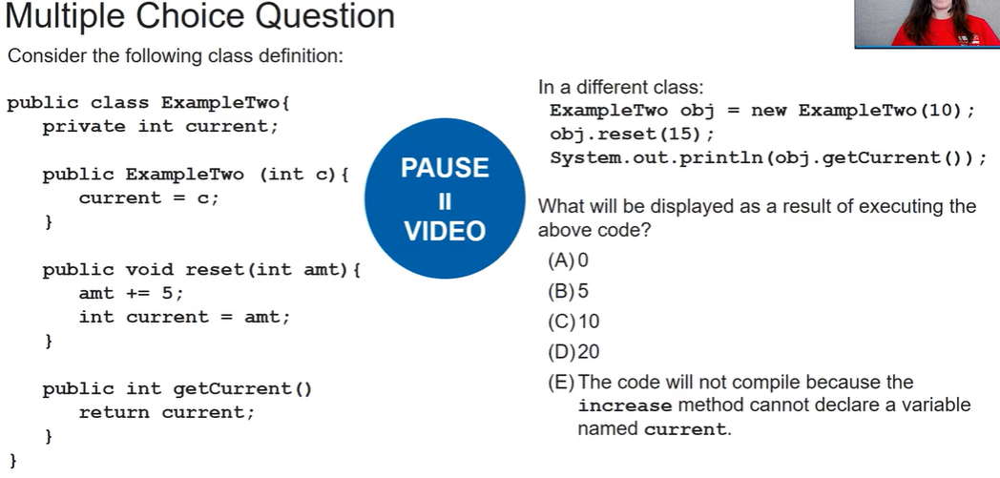 Multiple Choice Question
Consider the following class definition:
public class ExampleTwo{
private int current;
public ExampleTwo (int c){
current = c;
}
public void reset(int amt){
amt += 5;
int current = amt;
}
public int getCurrent()
return current;
}
}
PAUSE
II
VIDEO
In a different class:
ExampleTwo obj = new ExampleTwo(10);
obj.reset(15);
System.out.println(obj.getCurrent());
What will be displayed as a result of executing the
above code?
(A) 0
(B) 5
(C) 10
(D) 20
(E) The code will not compile because the
increase method cannot declare a variable
named current.